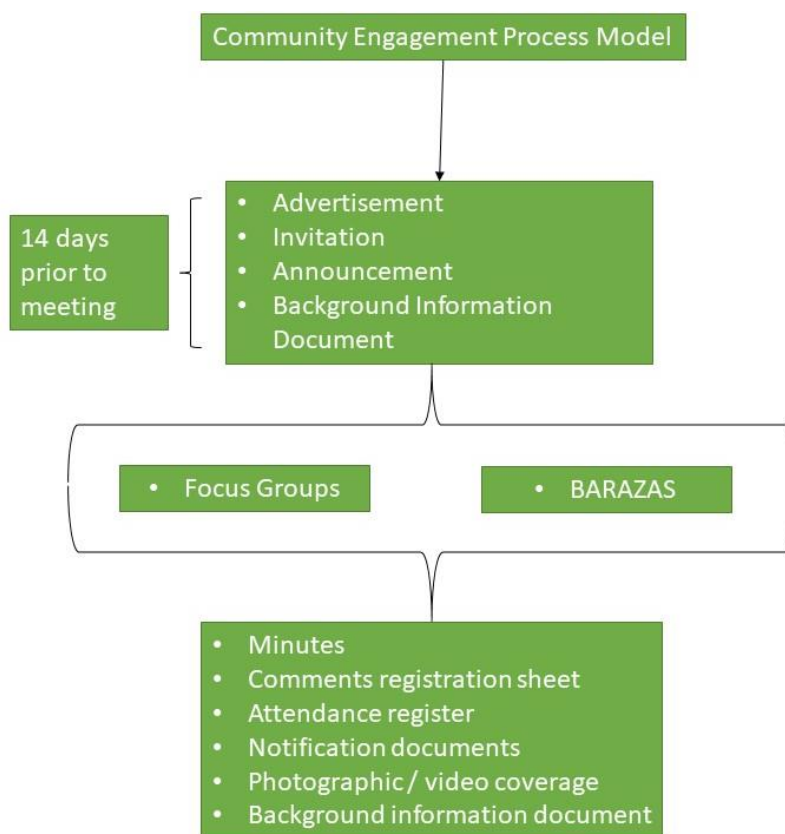 Community Engagement Process Model
14 days
prior to
meeting
• Advertisement
• Invitation
• Announcement
• Background Information
Document
• Focus Groups
• BARAZAS
• Minutes
• Comments registration sheet
• Attendance register
• Notification documents
• Photographic / video coverage
• Background information document